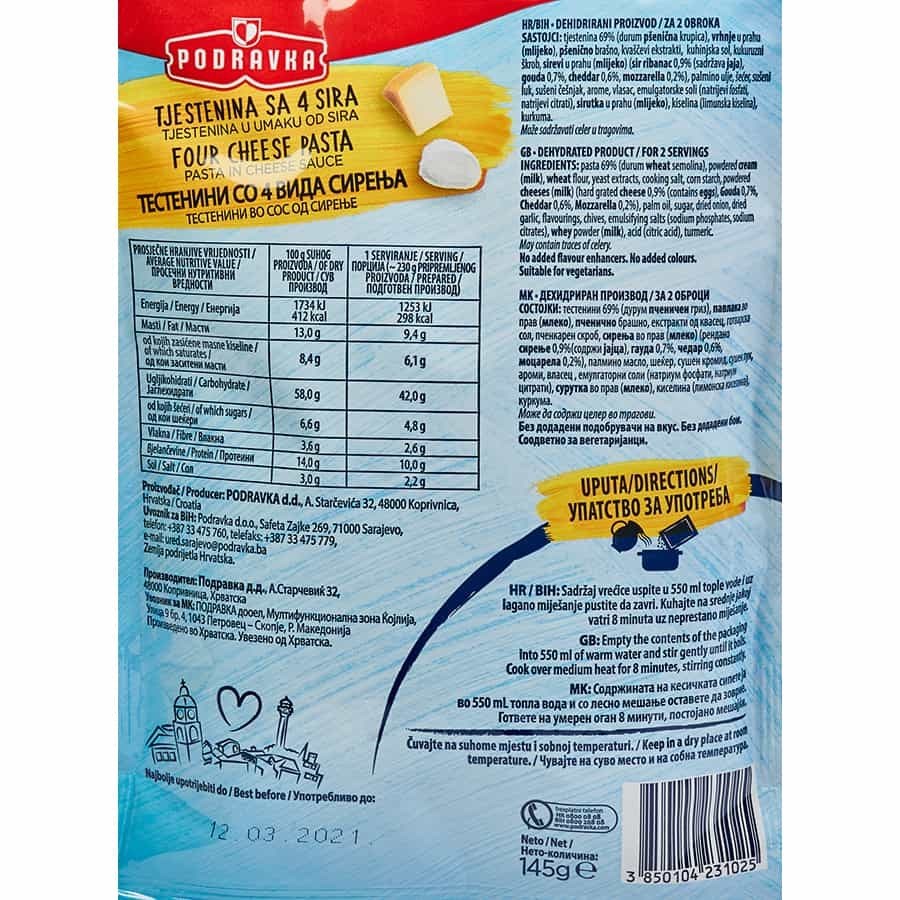 PODRAVKA
TJESTENINA SA 4 SIRA
TJESTENINA U UMAKU OD SIRA
FOUR CHEESE PASTA
PASTA IN CHEESE SAUCE
ТЕСТЕНИНИ СО 4 ВИДА СИРЕЊА
ТЕСТЕНИНИ ВО СОС ОД СИРЕЊЕ
PROSJEČNE HRANJIVE VRIJEDNOSTI /
AVERAGE NUTRITIVE VALUE /
ПРОСЕЧНИ НУТРИТИВНИ
ВРЕДНОСТИ
100 g SUHOG
PROIZVODA / OF DRY
PRODUCT / СУВ
ПРОИЗВОД
1 SERVIRANJE / SERVING /
ПОРЦИЈА (~ 230 g PRIPREMLJENOG
PROIZVODA / PREPARED /
ПОДГОТВЕН ПРОИЗВОД)
Energija / Energy / Енергија
1734 kJ
412 kcal
1253 kJ
298 kcal
Masti / Fat / Масти
13,0 g
9,4 g
od kojih zasićene masne kiseline /
of which saturates /
од кои заситени масти
8,4 g
6,1 g
Ugljikohidrati / Carbohydrate /
Јаглехидрати
58,0 g
42,0 g
od kojih šećeri / of which sugars /
од кои шеќери
6,6 g
4,8 g
Vlakna / Fibre / Влакна
3,6 g
2,6 g
Bjelančevine / Protein / Протеини
14,0 g
10,0 g
Sol / Salt / Сол
3,0 g
2,2 g
Proizvođač / Producer: PODRAVKA d.d., A. Starčevića 32, 48000 Koprivnica,
Hrvatska / Croatia
Uvoznik za BiH: Podravka d.o.o., Safeta Zajke 269, 71000 Sarajevo,
telefon: +387 33 475 760, telefaks: +387 33 475 779,
e-mail: ured.sarajevo@podravka.ba
Zemlja podrijetla Hrvatska.
Производител: Подравка д.д., А.Старчевиќ 32,
48000 Копривница, Хрватска
Увозник за МК: ПОДРАВКА дооел, Мултифункционална зона Којлија,
Улица 9 бр. 4, 1043 Петровец – Скопје, Р. Македонија
Произведено во Хрватска. Увезено од Хрватска.
Najbolje upotrijebiti do / Best before / Употребливо до:
12.03.2021.
HR/BIH • DEHIDRIRANI PROIZVOD / ZA 2 OBROKA
SASTOJCI: tjestenina 69% (durum pšenična krupica), vrhnje u prahu
(mlijeko), pšenično brašno, kvaščevi ekstrakti, kuhinjska sol, kukuruzni
škrob, sirevi u prahu (mlijeko) (sir ribanac 0,9% (sadržava jaja),
gouda 0,7%, cheddar 0,6%, mozzarella 0,2%), palmino ulje, šećer, sušeni
luk, sušeni češnjak, arome, vlasac, emulgatorske soli (natrijevi fosfati,
natrijevi citrati), sirutka u prahu (mlijeko), kiselina (limunska kiselina),
kurkuma.
Može sadržavati celer u tragovima.
GB • DEHYDRATED PRODUCT / FOR 2 SERVINGS
INGREDIENTS: pasta 69% (durum wheat semolina), powdered cream
(milk), wheat flour, yeast extracts, cooking salt, corn starch, powdered
cheeses (milk) (hard grated cheese 0,9% (contains eggs), Gouda 0,7%,
Cheddar 0,6%, Mozzarella 0,2%), palm oil, sugar, dried onion, dried
garlic, flavourings, chives, emulsifying salts (sodium phosphates, sodium
citrates), whey powder (milk), acid (citric acid), turmeric.
May contain traces of celery.
No added flavour enhancers. No added colours.
Suitable for vegetarians.
МК • ДЕХИДРИРАН ПРОИЗВОД / ЗА 2 ОБРОЦИ
СОСТОЈКИ: тестенини 69% (дурум пченичен гриз), павлака во
прав (млеко), пченично брашно, екстракти од квасец, готварска
сол, пченкарен скроб, сирења во прав (млеко) (рендано
сирење 0,9%(содржи јајца), гауда 0,7%, чедар 0,6%,
моцарела 0,2%), палмино масло, шеќер, сушен кромид, сушен лук,
ароми, власец, емулгаторни соли (натриум фосфати, натриум
цитрати), сурутка во прав (млеко), киселина (лимонска киселина),
куркума.
Може да содржи целер во трагови.
Без додадени подобрувачи на вкус. Без додадени бои.
Соодветно за вегетаријанци.
UPUTA/DIRECTIONS/
УПАТСТВО ЗА УПОТРЕБА
HR / BIH: Sadržaj vrećice uspite u 550 ml tople vode / uz
lagano miješanje pustite da zavri. Kuhajte na srednje jakoj
vatri 8 minuta uz neprestano miješanje.
GB: Empty the contents of the packaging
into 550 ml of warm water and stir gently until it boils.
Cook over medium heat for 8 minutes, stirring constantly.
МК: Содржината на кесичката сипете ја
во 550 mL топла вода и со лесно мешање оставете да зоврие.
Гответе на умерен оган 8 минути, постојано мешајќи.
Čuvajte na suhome mjestu i sobnoj temperaturi. / Keep in a dry place at room
temperature. / Чувајте на суво место и на собна температура.
besplatni telefon
HR 0800 08 08
BIH 0800 208 08
www.podravka.com
Neto / Net /
Нето-количина:
145g e
3 850104 231025